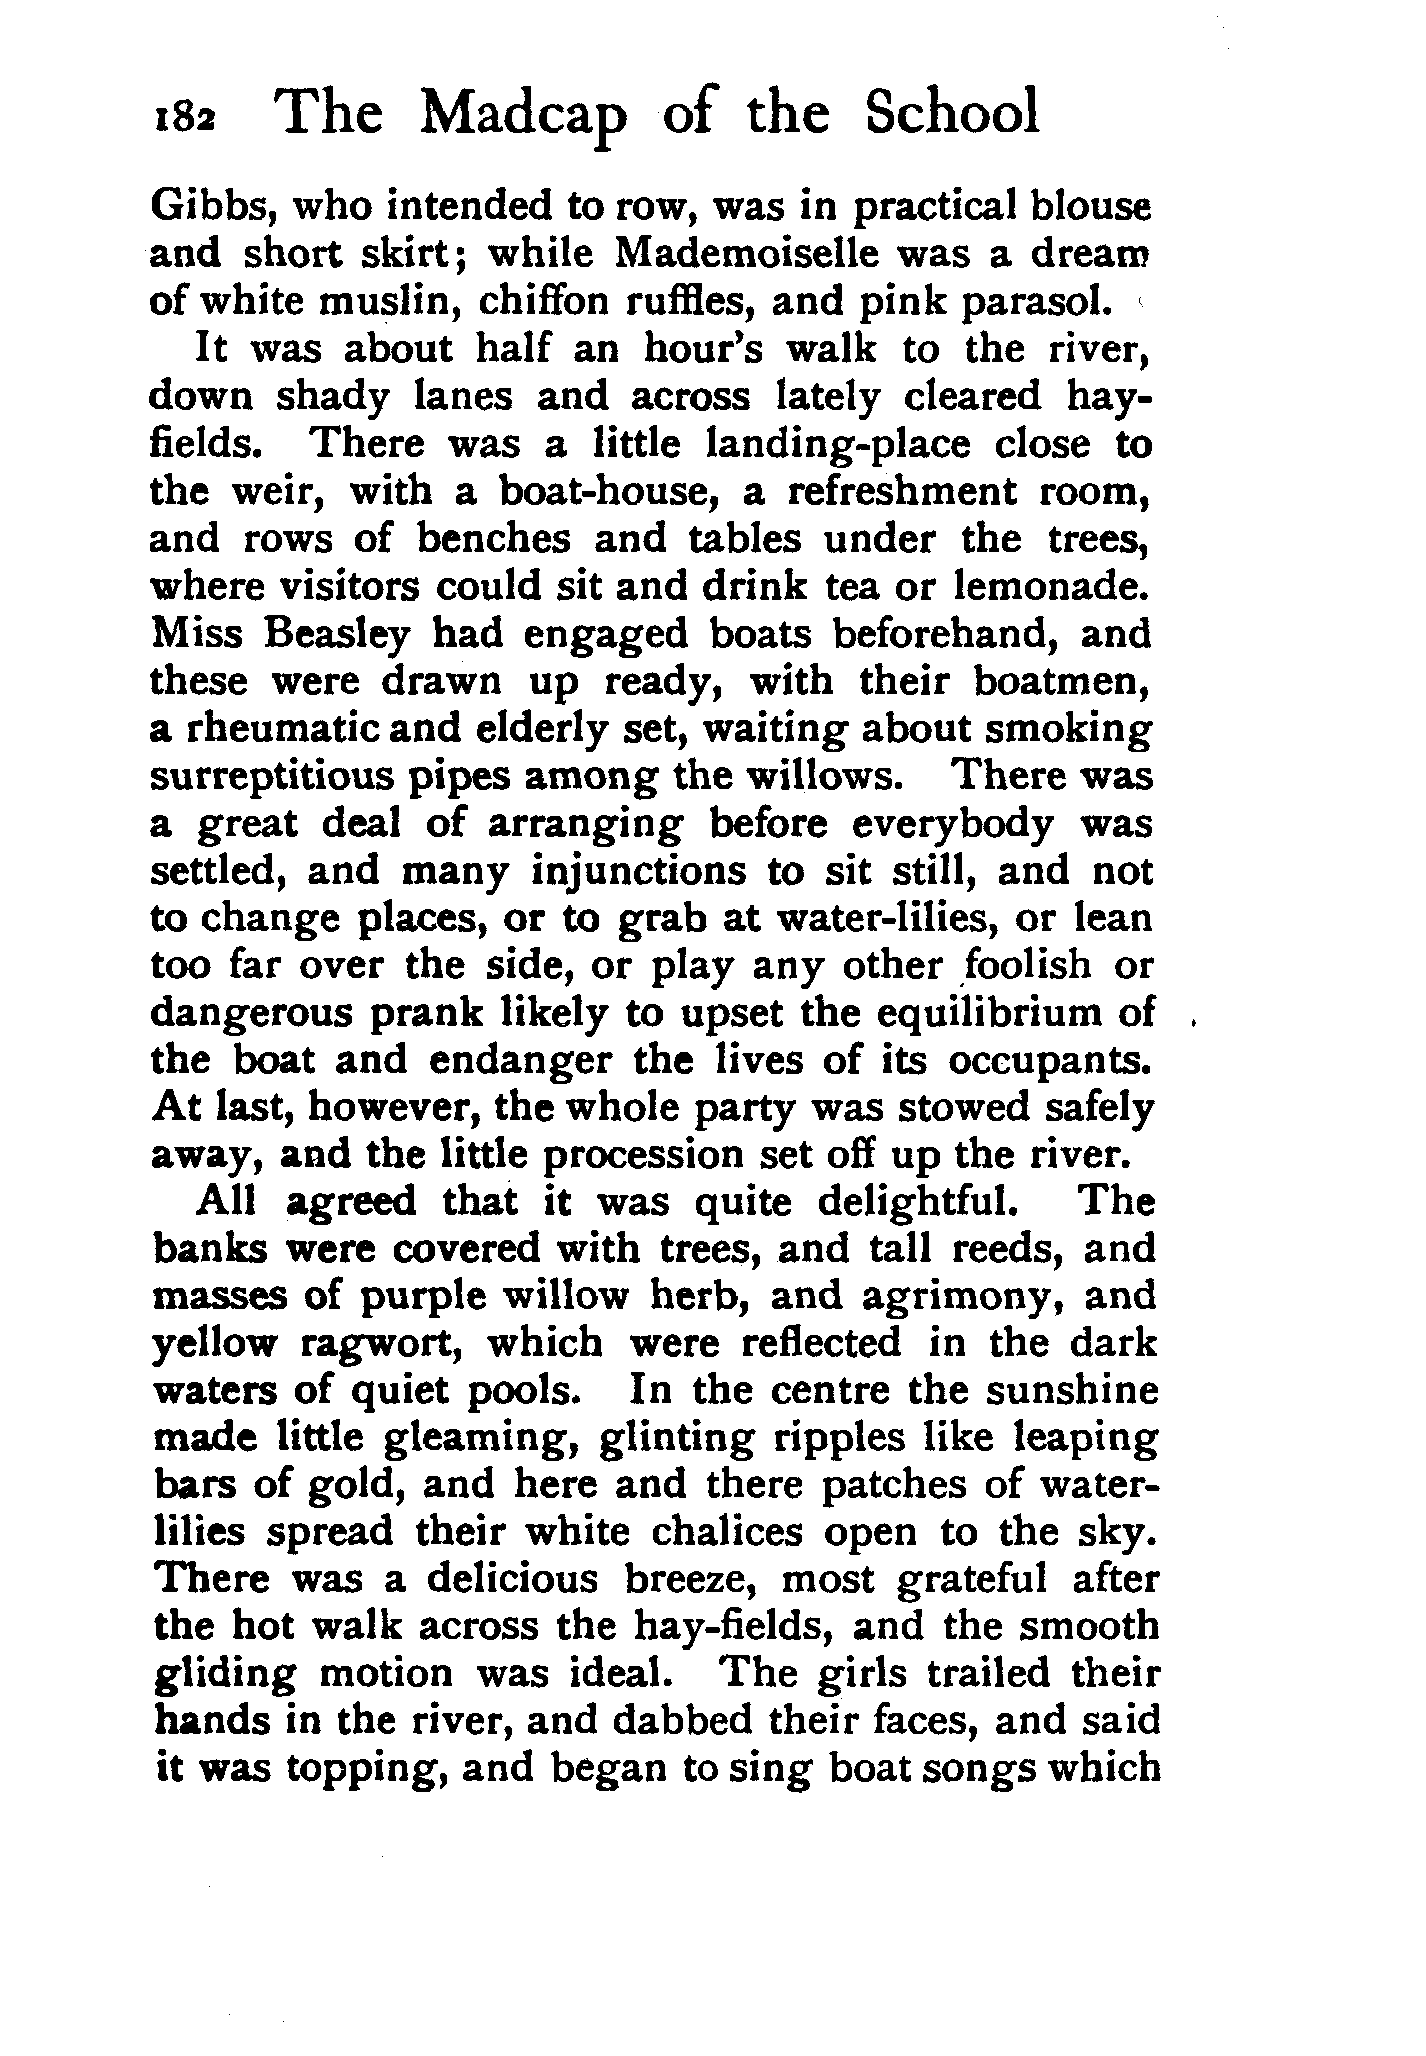 182 The Madcap of the School
Gibbs, who intended to row, was in practical blouse
and short skirt; while Mademoiselle was a dream
of white muslin, chiffon ruffles, and pink parasol.
It was about half an hour's walk to the river,
down shady lanes and across lately cleared hay-
fields. There was a little landing-place close to
the weir, with a boat-house, a refreshment room,
and rows of benches and tables under the trees,
where visitors could sit and drink tea or lemonade.
Miss Beasley had engaged boats beforehand, and
these were drawn up ready, with their boatmen,
a rheumatic and elderly set, waiting about smoking
surreptitious pipes among the willows. There was
a great deal of arranging before everybody was
settled, and many injunctions to sit still, and not
to change places, or to grab at water-lilies, or lean
too far over the side, or play any other foolish or
dangerous prank likely to upset the equilibrium of
the boat and endanger the lives of its occupants.
At last, however, the whole party was stowed safely
away, and the little procession set off up the river.
All agreed that it was quite delightful. The
banks were covered with trees, and tall reeds, and
masses of purple willow herb, and agrimony, and
yellow ragwort, which were reflected in the dark
waters of quiet pools. In the centre the sunshine
made little gleaming, glinting ripples like leaping
bars of gold, and here and there patches of water-
lilies spread their white chalices open to the sky.
There was a delicious breeze, most grateful after
the hot walk across the hay-fields, and the smooth
gliding motion was ideal. The girls trailed their
hands in the river, and dabbed their faces, and said
it was topping, and began to sing boat songs which